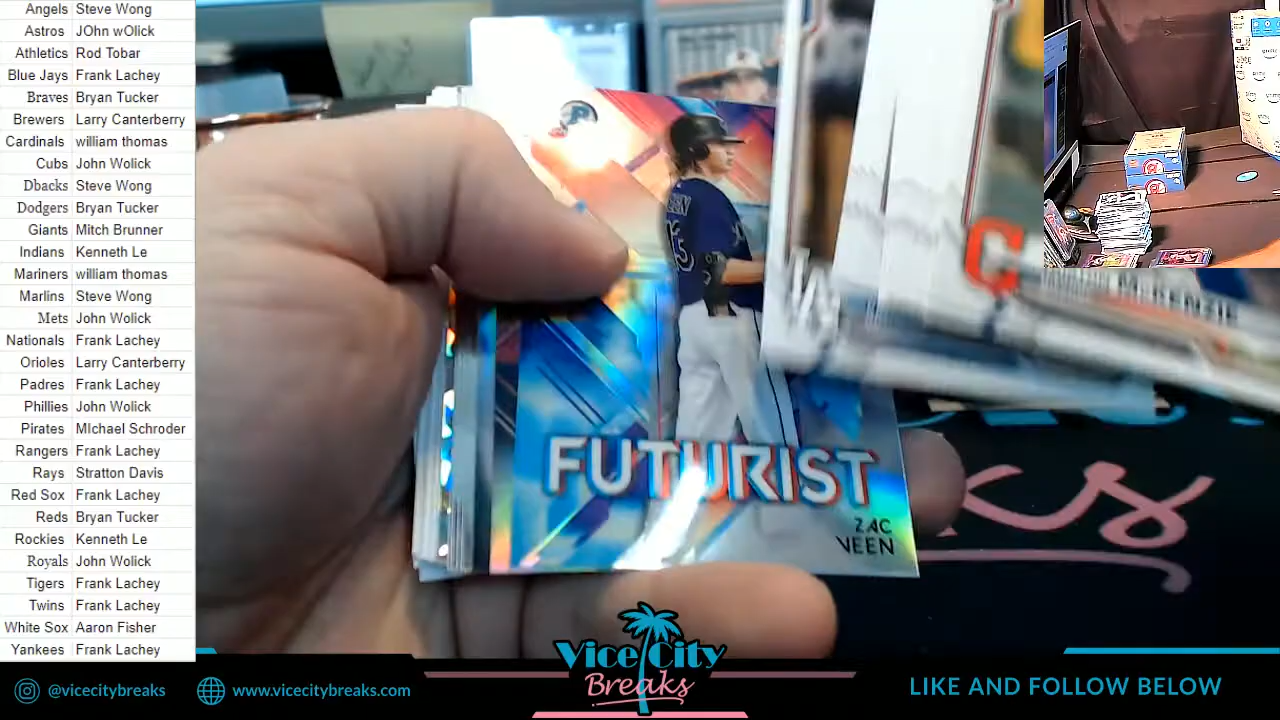 Angels Steve Wong
Astros JOhn wOlick
Athletics Rod Tobar
Blue Jays Frank Lachey
Braves Bryan Tucker
Brewers Larry Canterberry
Cardinals william thomas
Cubs John Wolick
Dbacks Steve Wong
Dodgers Bryan Tucker
Giants Mitch Brunner
Indians Kenneth Le
Mariners william thomas
Marlins Steve Wong
Mets John Wolick
Nationals Frank Lachey
Orioles Larry Canterberry
Padres Frank Lachey
Phillies John Wolick
Pirates MIchael Schroder
Rangers Frank Lachey
Rays Stratton Davis
Red Sox Frank Lachey
Reds Bryan Tucker
Rockies Kenneth Le
Royals John Wolick
Tigers Frank Lachey
Twins Frank Lachey
White Sox Aaron Fisher
Yankees Frank Lachey
FUTURIST
ZAC
VEEN
C
@vicecitybreaks
www.vicecitybreaks.com
Vice City
Breaks
LIKE AND FOLLOW BELOW